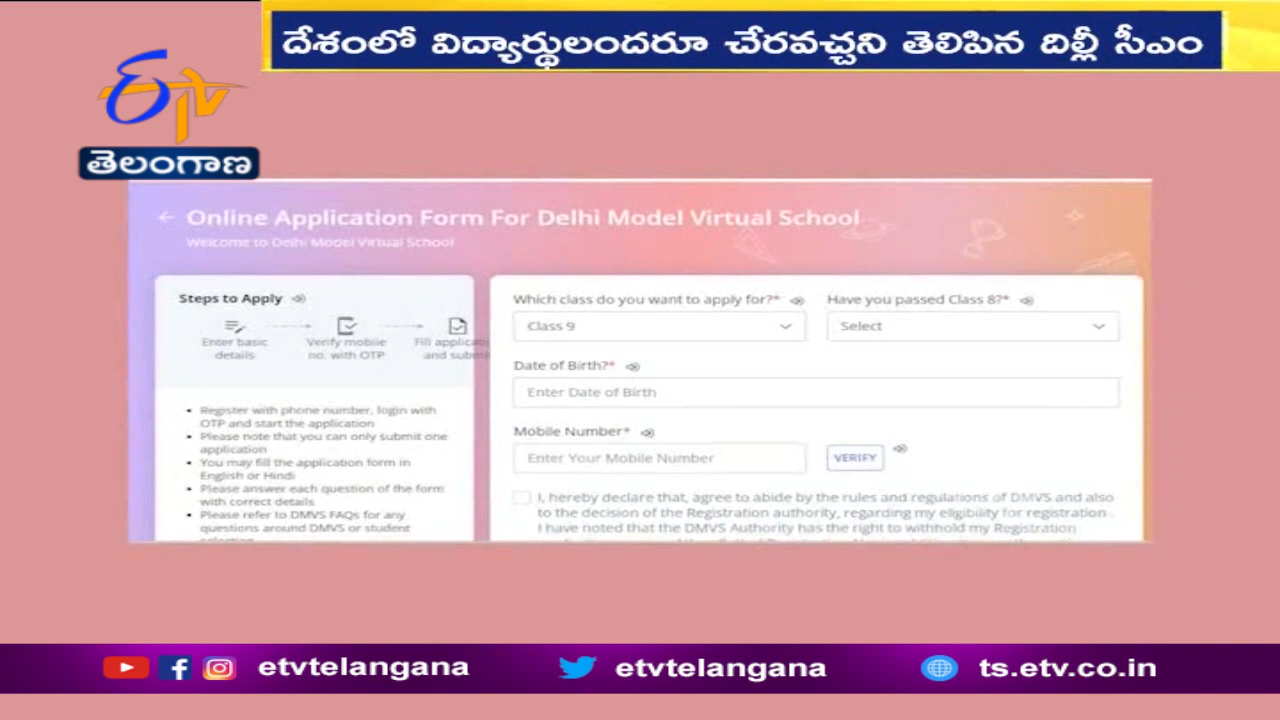 దేశంలో విద్యార్థులందరూ చేరవచ్చని తెలిపిన దిల్లీ సీఎం
ETV
తెలంగాణ
Online Application Form For Delhi Model Virtual School
Welcome to Delhi Model Virtual School
Steps to Apply
Enter basic details
Verify mobile no. with OTP
Fill applica
and submi
• Register with phone number, login with
OTP and start the application
• Please note that you can only submit one
application
• You may fill the application form in
English or Hindi
• Please answer each question of the form
with correct details
• Please refer to DMVS FAQs for any
questions around DMVS or student
Which class do you want to apply for?*
Class 9
Have you passed Class 8?*
Select
Date of Birth?*
Enter Date of Birth
Mobile Number*
Enter Your Mobile Number
VERIFY
I, hereby declare that, agree to abide by the rules and regulations of DMVS and also
to the decision of the Registration authority, regarding my eligibility for registration.
I have noted that the DMVS Authority has the right to withhold my Registration
etvtelangana
etvtelangana
ts.etv.co.in